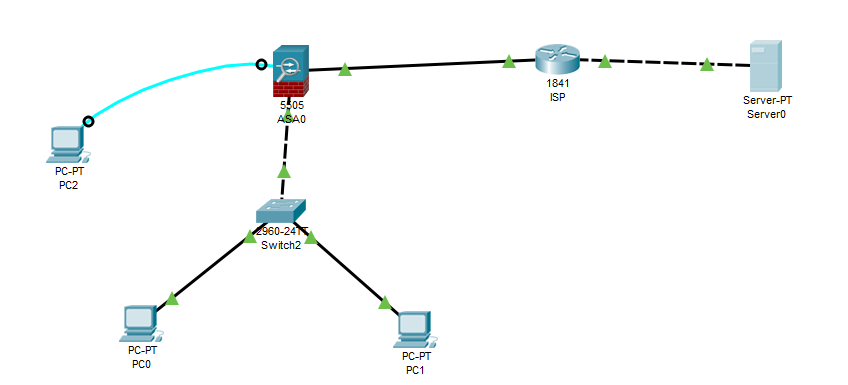 5505
ASA0
1841
ISP
Server-PT
Server0
PC-PT
PC2
2960-24TT
Switch2
PC-PT
PC0
PC-PT
PC1